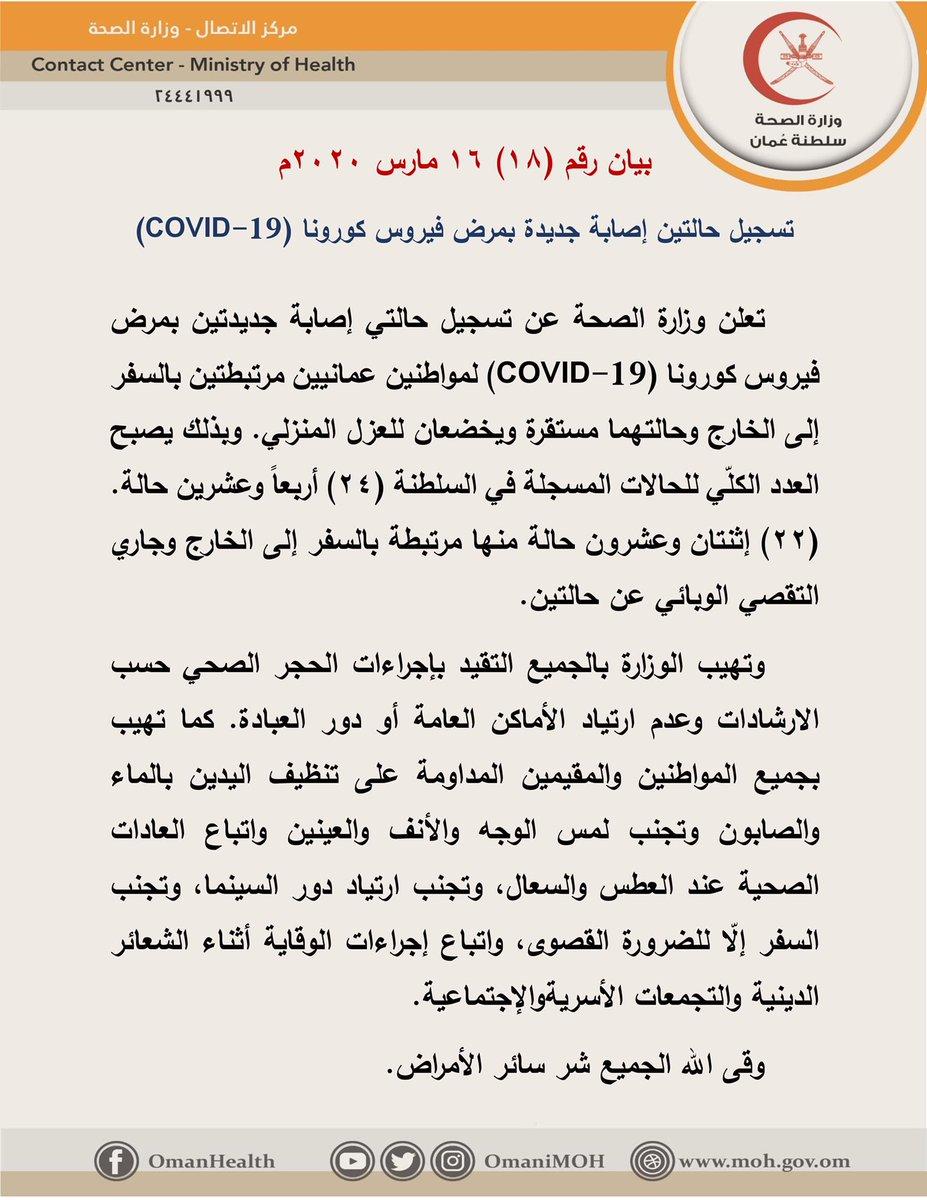 مركز الاتصال - وزارة الصحة
Contact Center - Ministry of Health
٢٤٤٤١٩٩٩
وزارة الصحة
سلطنة عُمان
بيان رقم (١٨) ١٦ مارس ٢٠٢٠م
تسجيل حالتين إصابة جديدة بمرض فيروس كورونا (COVID-19)
تعلن وزارة الصحة عن تسجيل حالتي إصابة جديدتين بمرض
فيروس كورونا (COVID-19) لمواطنين عمانيين مرتبطتين بالسفر
إلى الخارج وحالتهما مستقرة ويخضعان للعزل المنزلي. وبذلك يصبح
العدد الكلّي للحالات المسجلة في السلطنة (٢٤) أربعاً وعشرين حالة.
(٢٢) إثنتان وعشرون حالة منها مرتبطة بالسفر إلى الخارج وجاري
التقصي الوبائي عن حالتين.
وتهيب الوزارة بالجميع التقيد بإجراءات الحجر الصحي حسب
الارشادات وعدم ارتياد الأماكن العامة أو دور العبادة. كما تهيب
بجميع المواطنين والمقيمين المداومة على تنظيف اليدين بالماء
والصابون وتجنب لمس الوجه والأنف والعينين واتباع العادات
الصحية عند العطس والسعال، وتجنب ارتياد دور السينما، وتجنب
السفر إلّا للضرورة القصوى، واتباع إجراءات الوقاية أثناء الشعائر
الدينية والتجمعات الأسريةوالإجتماعية.
وقى الله الجميع شر سائر الأمراض.
OmanHealth OmaniMOH www.moh.gov.om